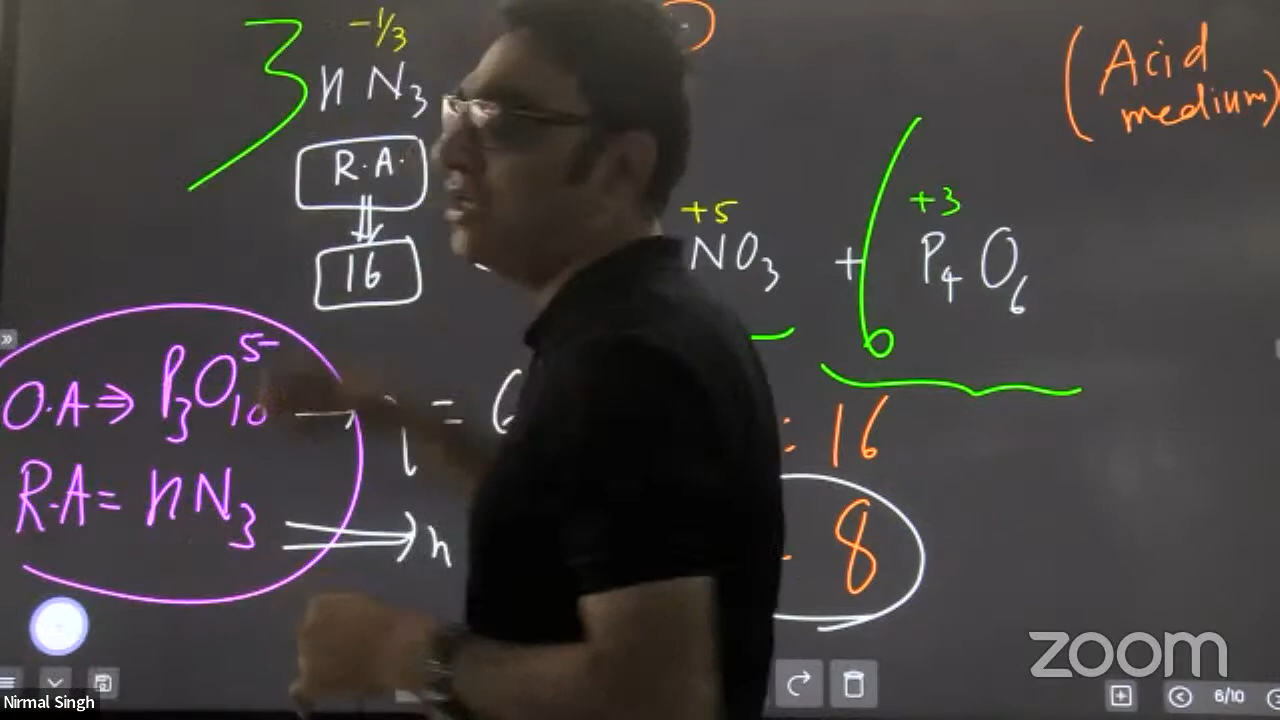 -1/3
3 HN3
(Acid
medium)
R.A.
16
+5
NO3 +
+3
P4O6
O.A ⇒ P3O10 5-
= 6
= 16
R.A = HN3
→ n
8
zoom
Nirmal Singh
6/10